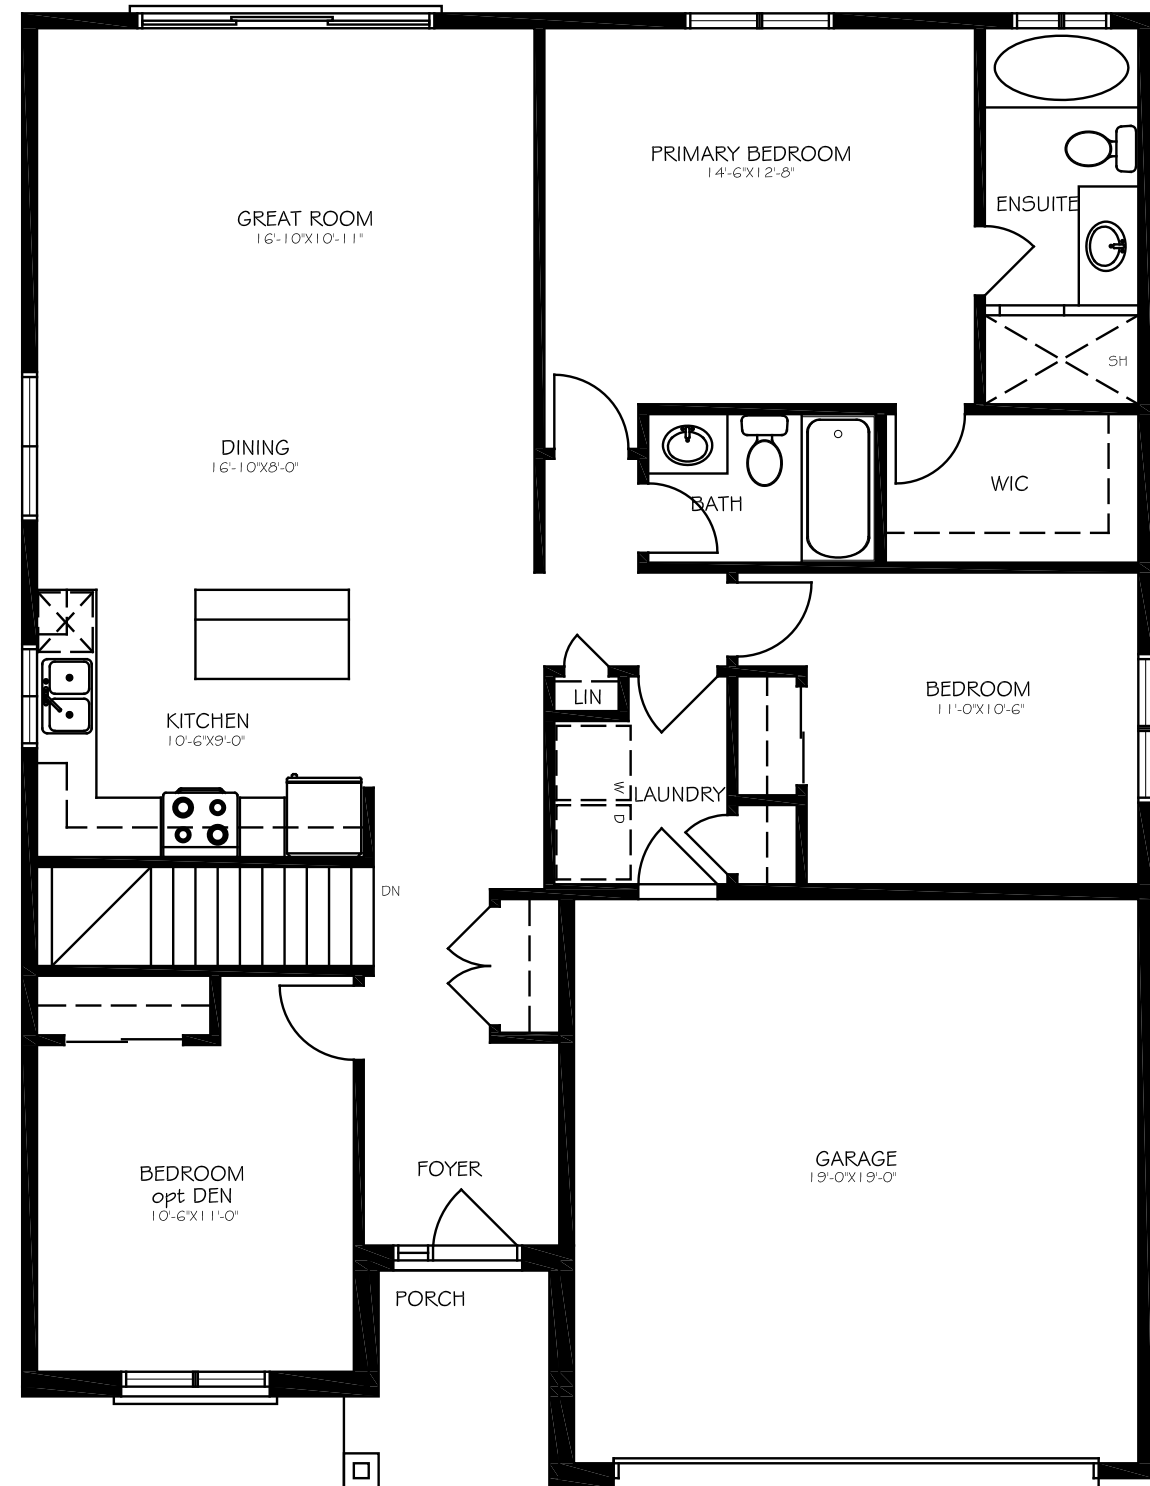 PRIMARY BEDROOM
14'-6"X12'-8"
GREAT ROOM
16'-10"X10'-11"
ENSUITE
SH
DINING
16'-10"X8'-0"
BATH
WIC
KITCHEN
10'-6"X9'-0"
LIN
BEDROOM
11'-0"X10'-6"
W D
LAUNDRY
DN
BEDROOM
opt DEN
10'-6"X11'-0"
FOYER
GARAGE
19'-0"X19'-0"
PORCH